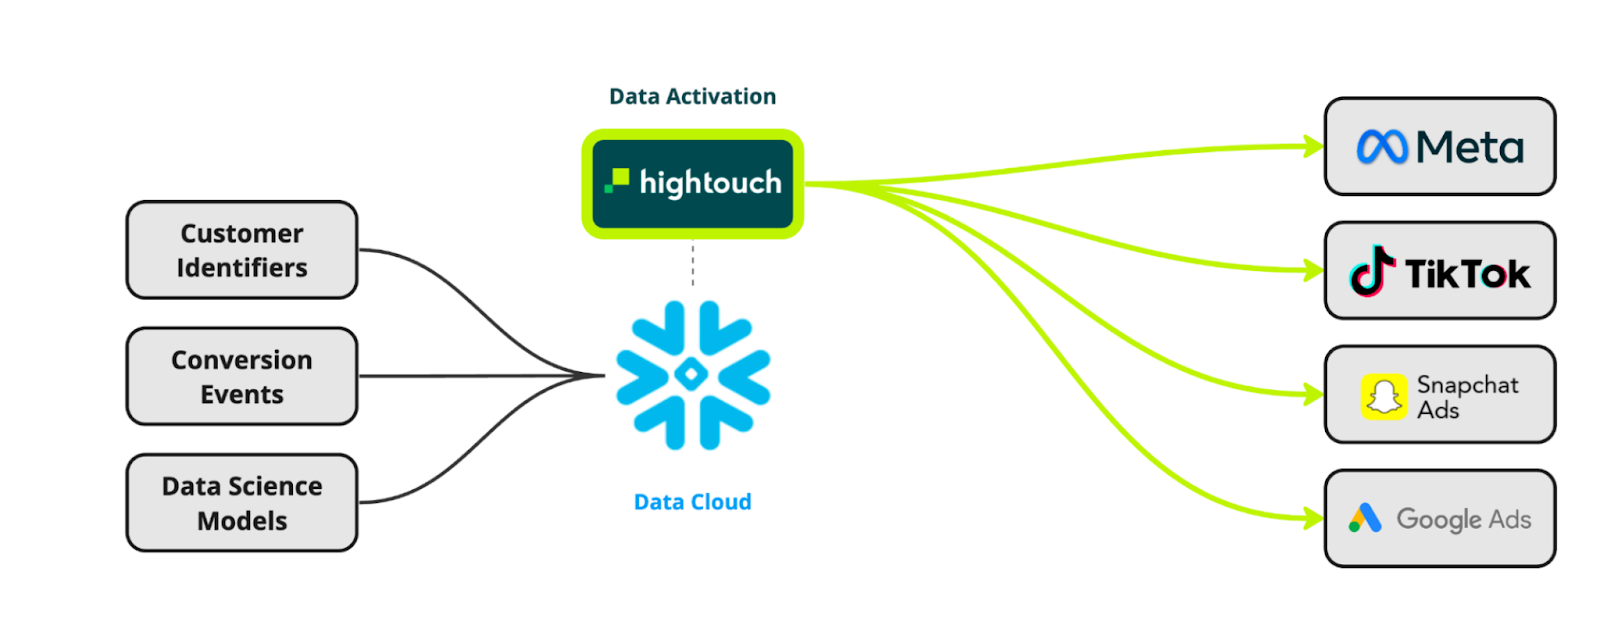 Data Activation
hightouch
Customer
Identifiers
Conversion
Events
Data Science
Models
Data Cloud
Meta
TikTok
Snapchat
Ads
Google Ads